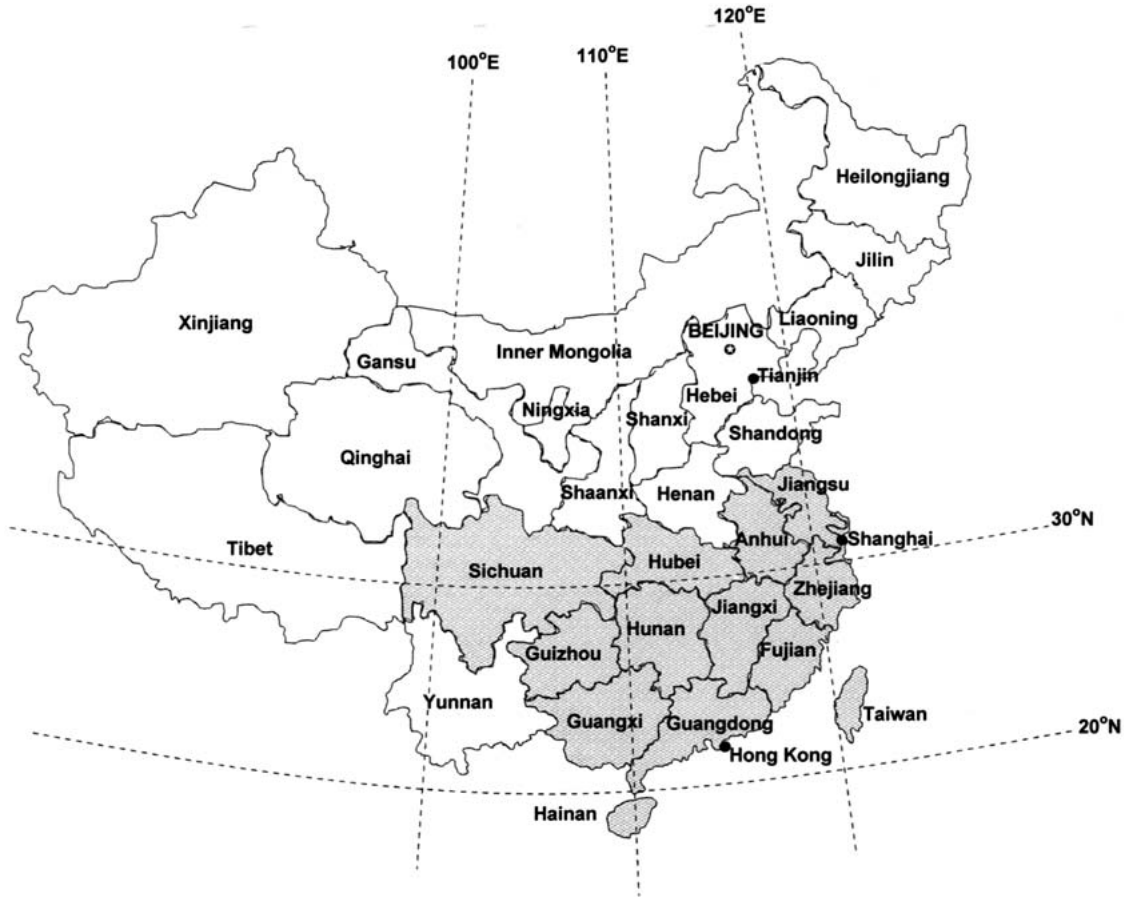 120°E
110°E
100°E
Heilongjiang
Jilin
Liaoning
Xinjiang
BEIJING
Inner Mongolia
Gansu
Tianjin
Hebei
Ningxia
Shanxi
Shandong
Qinghai
Jiangsu
Shaanxi
Henan
30°N
Anhui
Shanghai
Tibet
Sichuan
Hubei
Zhejiang
Jiangxi
Hunan
Guizhou
Fujian
Yunnan
Guangxi
Guangdong
Taiwan
20°N
Hong Kong
Hainan